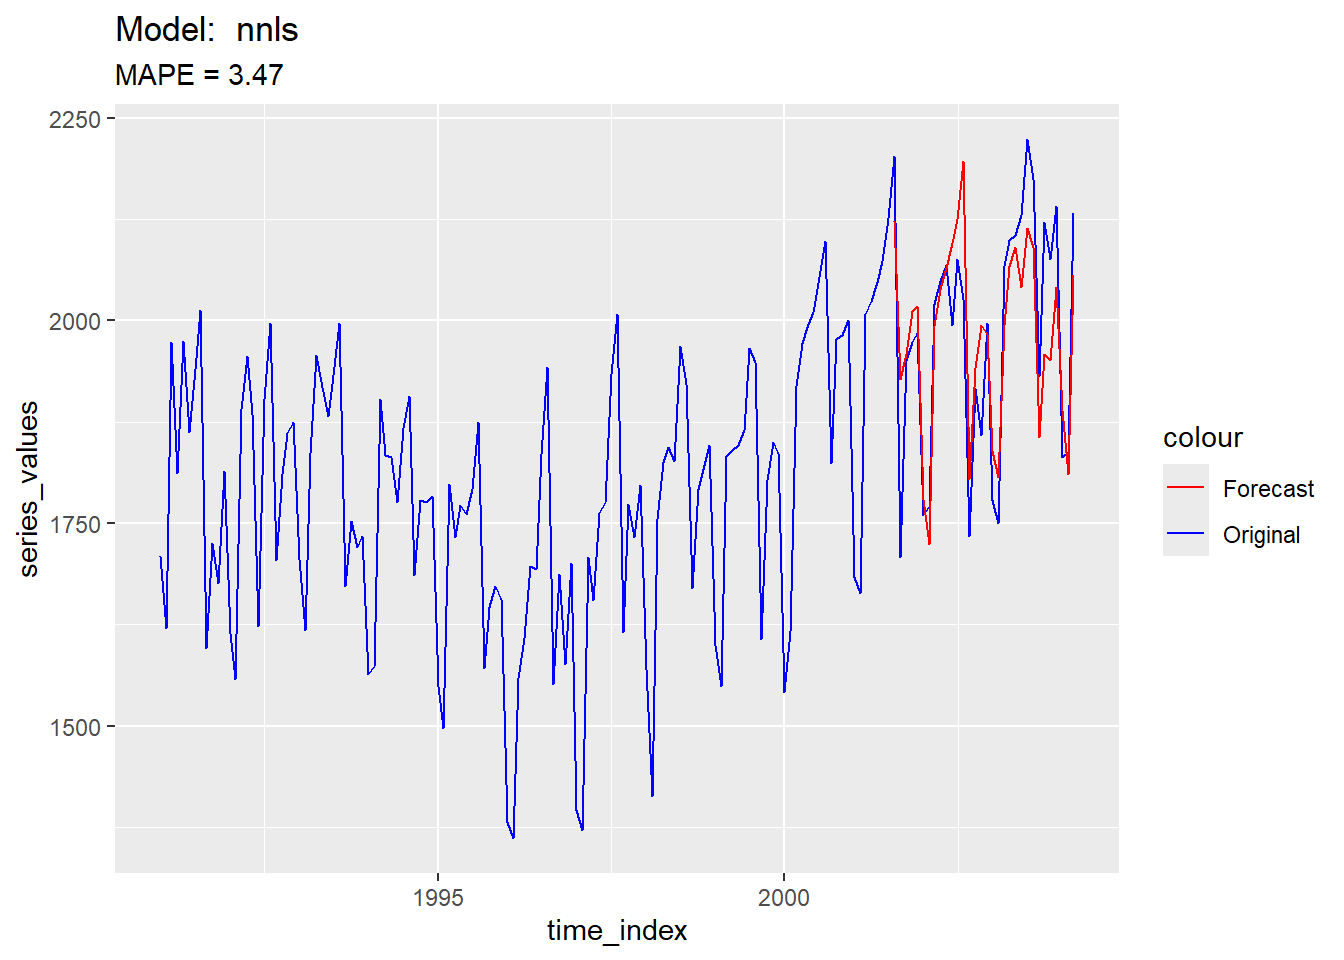 Model:  nnls
MAPE = 3.47
2250
2000
1750
1500
series_values
1995
2000
time_index
colour
Forecast
Original